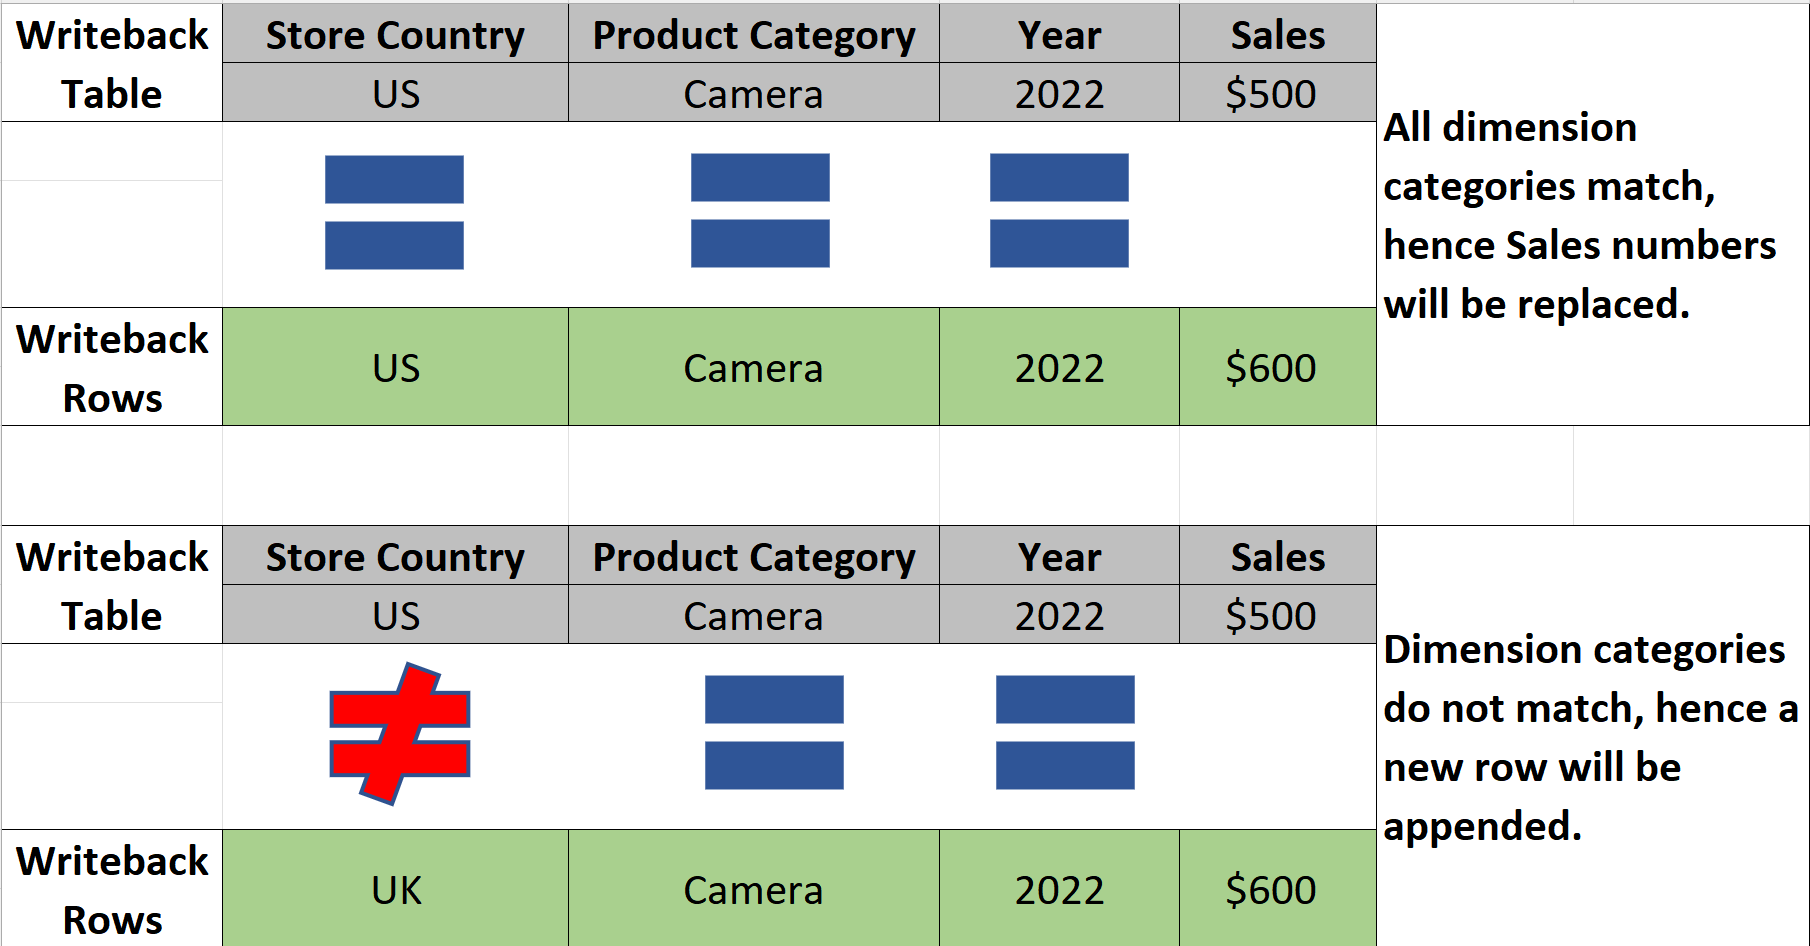 Writeback Table
Store Country Product Category Year Sales
US Camera 2022 $500
All dimension
categories match,
hence Sales numbers
will be replaced.
Writeback Rows
US Camera 2022 $600
Writeback Table
Store Country Product Category Year Sales
US Camera 2022 $500
Dimension categories
do not match, hence a
new row will be
appended.
Writeback Rows
UK Camera 2022 $600